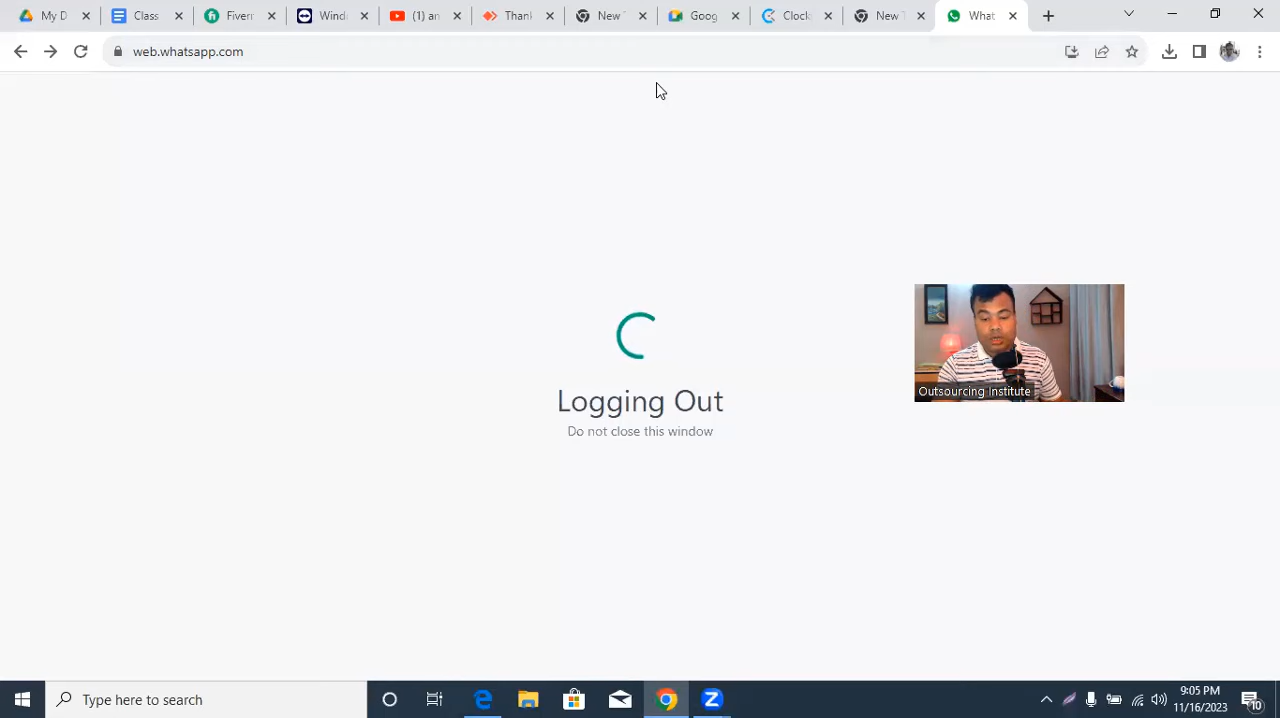 My D
Class
Fiverr
Wind
(1) an
Thank
New T
Goog
Clock
New T
What
web.whatsapp.com
Logging Out
Do not close this window
Outsourcing Institute
Type here to search
9:05 PM
11/16/2023
10